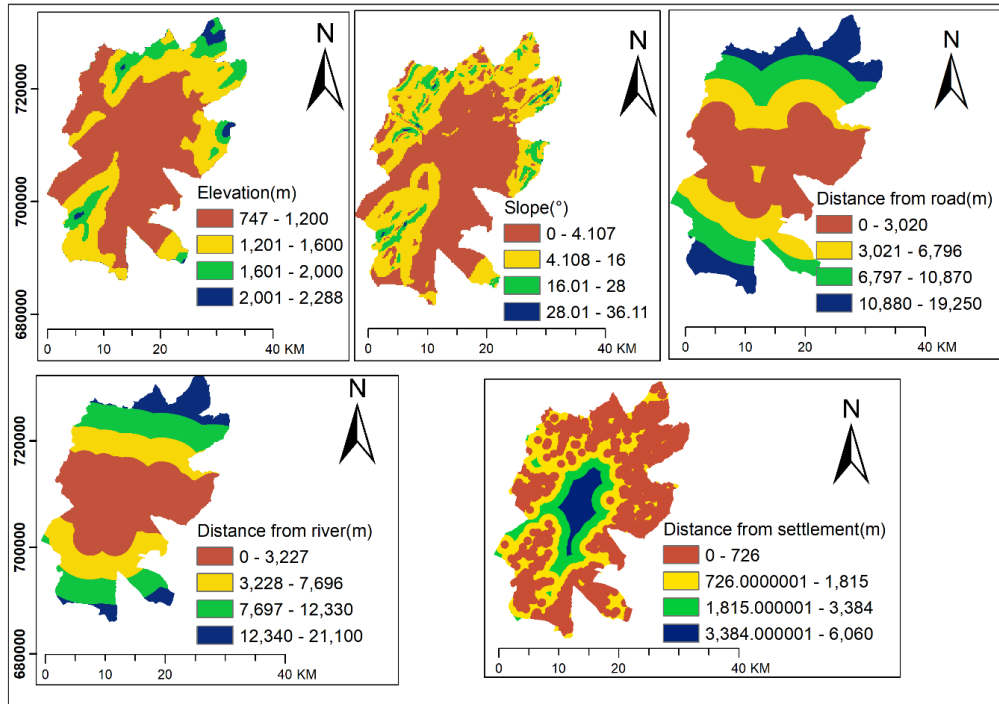 N
720000
700000
680000
Elevation(m)
747 - 1,200
1,201 - 1,600
1,601 - 2,000
2,001 - 2,288
0 10 20 40 KM
N
Slope(°)
0 - 4.107
4.108 - 16
16.01 - 28
28.01 - 36.11
0 10 20 40 KM
N
Distance from road(m)
0 - 3,020
3,021 - 6,796
6,797 - 10,870
10,880 - 19,250
0 10 20 40 KM
N
720000
700000
680000
Distance from river(m)
0 - 3,227
3,228 - 7,696
7,697 - 12,330
12,340 - 21,100
0 10 20 40 KM
N
Distance from settlement(m)
0 - 726
726.0000001 - 1,815
1,815.000001 - 3,384
3,384.000001 - 6,060
0 10 20 40 KM